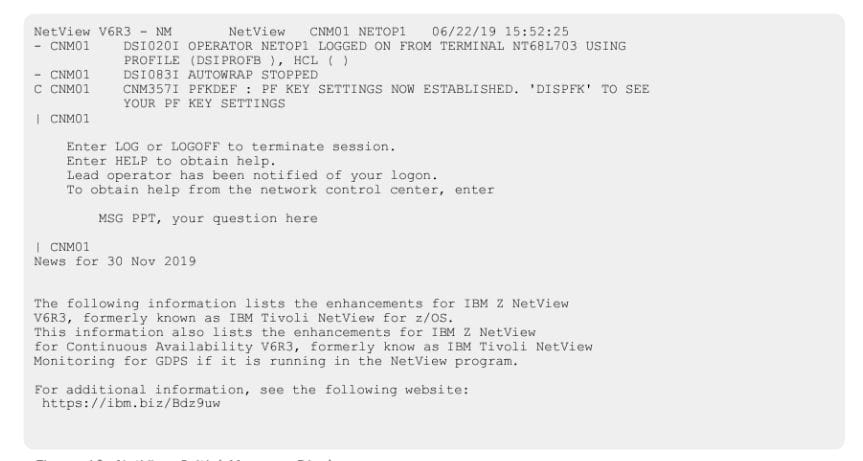 NetView V6R3 - NM       NetView   CNM01 NETOP1   06/22/19 15:52:25
- CNM01    DSI020I OPERATOR NETOP1 LOGGED ON FROM TERMINAL NT68L703 USING
           PROFILE (DSIPROFB ), HCL ( )
- CNM01    DSI083I AUTOWRAP STOPPED
C CNM01    CNM357I PFKDEF : PF KEY SETTINGS NOW ESTABLISHED. 'DISPFK' TO SEE
           YOUR PF KEY SETTINGS
| CNM01
    Enter LOG or LOGOFF to terminate session.
    Enter HELP to obtain help.
    Lead operator has been notified of your logon.
    To obtain help from the network control center, enter
        MSG PPT, your question here
| CNM01
News for 30 Nov 2019
The following information lists the enhancements for IBM Z NetView
V6R3, formerly known as IBM Tivoli NetView for z/OS.
This information also lists the enhancements for IBM Z NetView
for Continuous Availability V6R3, formerly know as IBM Tivoli NetView
Monitoring for GDPS if it is running in the NetView program.
For additional information, see the following website:
 https://ibm.biz/Bdz9uw